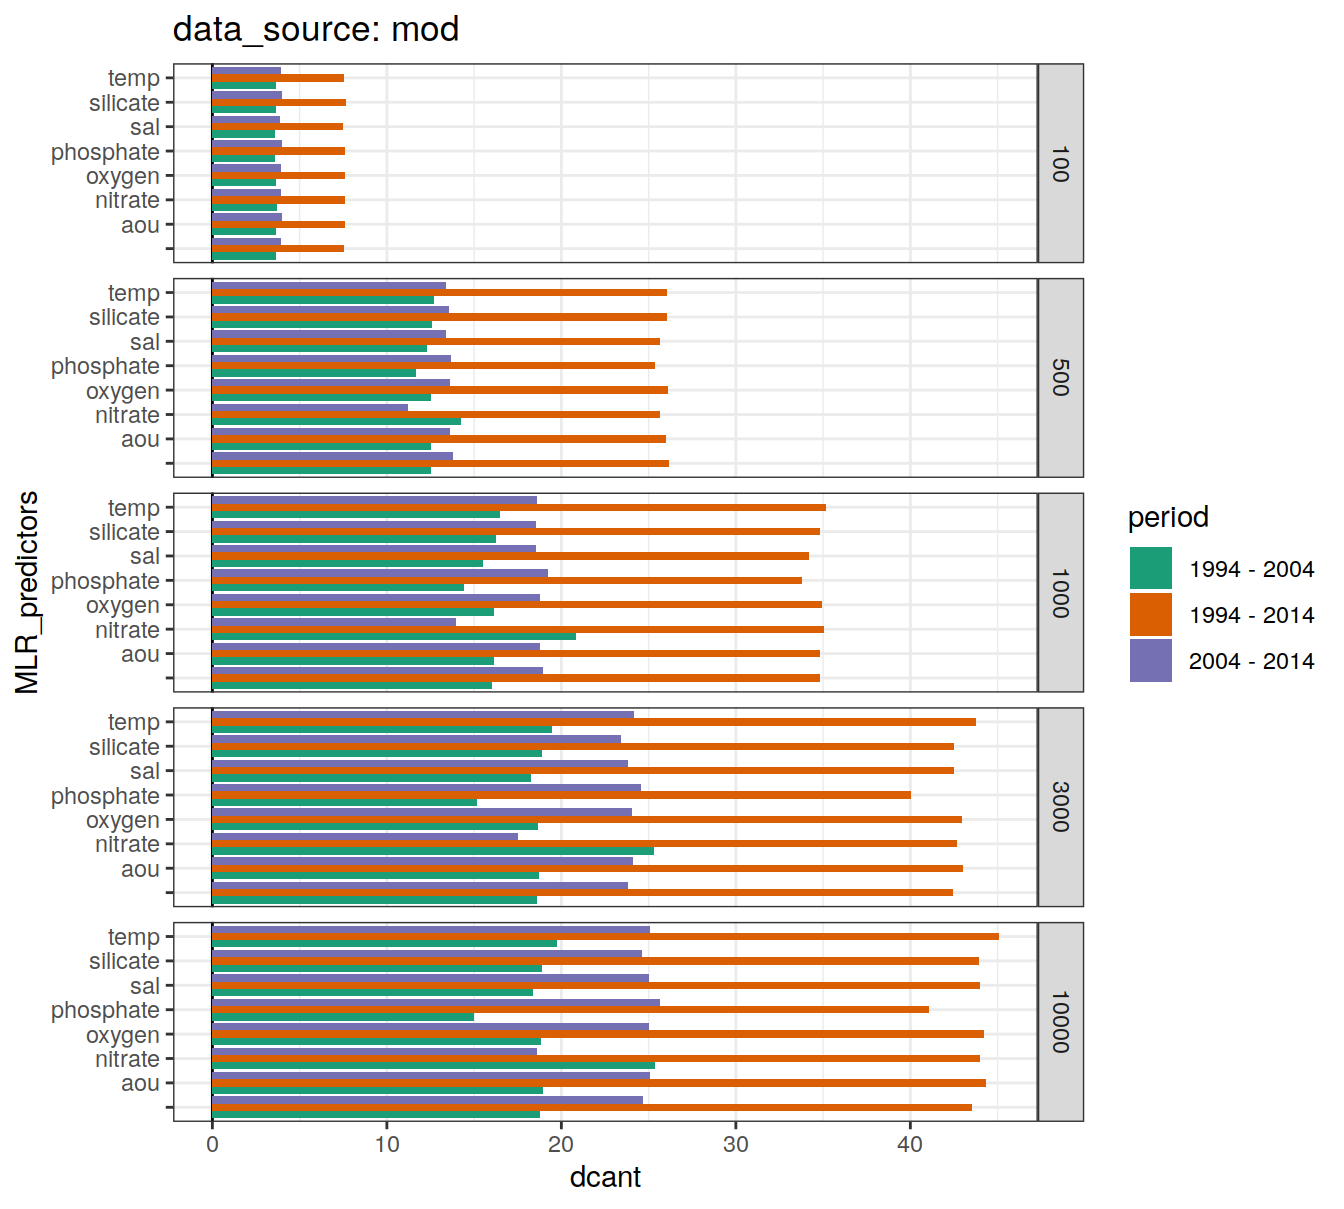 data_source: mod
temp
silicate
sal
phosphate
oxygen
nitrate
aou
100
temp
silicate
sal
phosphate
oxygen
nitrate
aou
500
temp
silicate
sal
phosphate
oxygen
nitrate
aou
1000
temp
silicate
sal
phosphate
oxygen
nitrate
aou
3000
temp
silicate
sal
phosphate
oxygen
nitrate
aou
10000
MLR_predictors
0 10 20 30 40
dcant
period
1994 - 2004
1994 - 2014
2004 - 2014